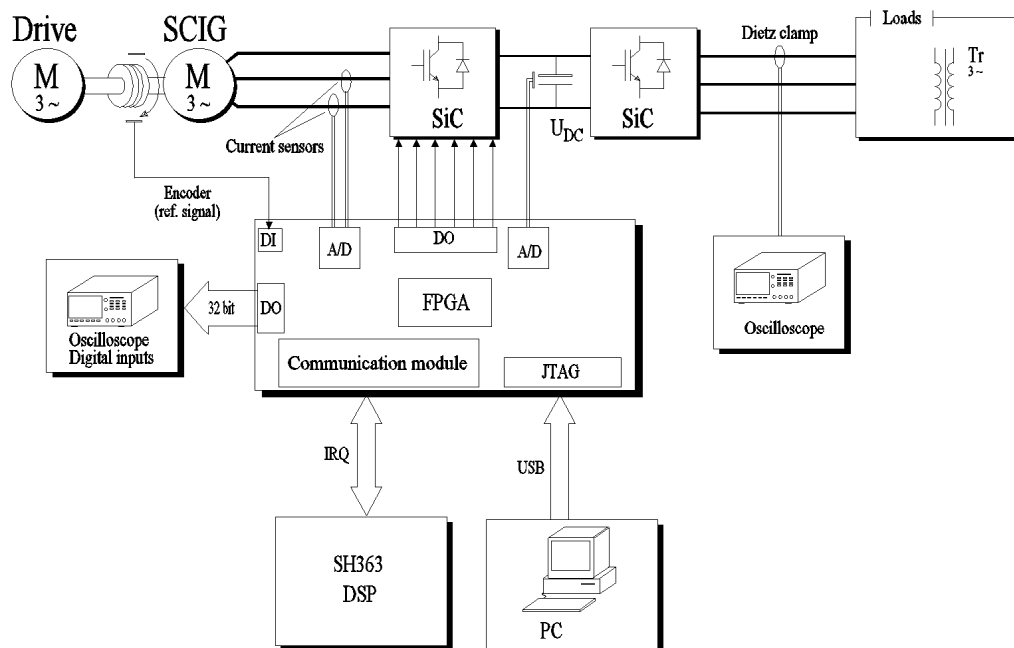 Drive
SCIG
M
3 ~
M
3 ~
SiC
SiC
U DC
Dietz clamp
Loads
Tr
3 ~
Current sensors
Encoder
(ref. signal)
DI
A/D
DO
A/D
FPGA
DO
32 bit
Oscilloscope
Digital inputs
Oscilloscope
Communication module
JTAG
IRQ
USB
SH363
DSP
PC